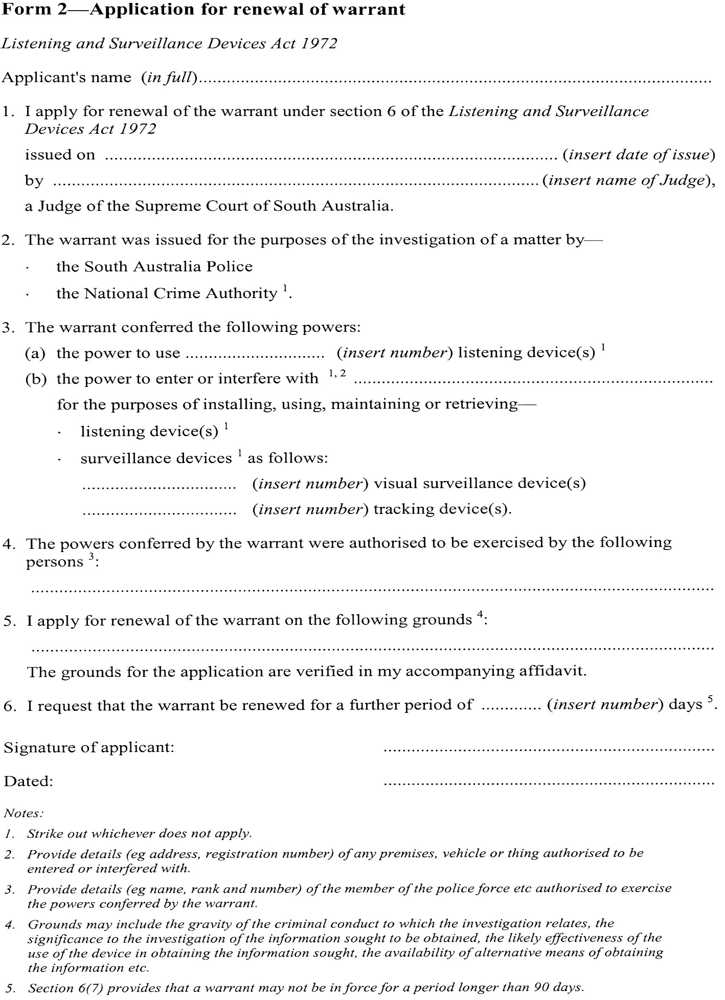 Form 2—Application for renewal of warrant
Listening and Surveillance Devices Act 1972
Applicant's name (in full)..............................................................................................................
1. I apply for renewal of the warrant under section 6 of the Listening and Surveillance
Devices Act 1972
issued on .................................................................................................. (insert date of issue)
by ......................................................................................................... (insert name of Judge),
a Judge of the Supreme Court of South Australia.
2. The warrant was issued for the purposes of the investigation of a matter by—
· the South Australia Police
· the National Crime Authority 1.
3. The warrant conferred the following powers:
(a) the power to use .............................. (insert number) listening device(s) 1
(b) the power to enter or interfere with 1, 2 ..............................................................................
for the purposes of installing, using, maintaining or retrieving—
· listening device(s) 1
· surveillance devices 1 as follows:
................................. (insert number) visual surveillance device(s)
................................. (insert number) tracking device(s).
4. The powers conferred by the warrant were authorised to be exercised by the following
persons 3:
....................................................................................................................................................
5. I apply for renewal of the warrant on the following grounds 4:
....................................................................................................................................................
The grounds for the application are verified in my accompanying affidavit.
6. I request that the warrant be renewed for a further period of ............. (insert number) days 5.
Signature of applicant: .......................................................................
Dated: .......................................................................
Notes:
1. Strike out whichever does not apply.
2. Provide details (eg address, registration number) of any premises, vehicle or thing authorised to be
entered or interfered with.
3. Provide details (eg name, rank and number) of the member of the police force etc authorised to exercise
the powers conferred by the warrant.
4. Grounds may include the gravity of the criminal conduct to which the investigation relates, the
significance to the investigation of the information sought to be obtained, the likely effectiveness of the
use of the device in obtaining the information sought, the availability of alternative means of obtaining
the information etc.
5. Section 6(7) provides that a warrant may not be in force for a period longer than 90 days.